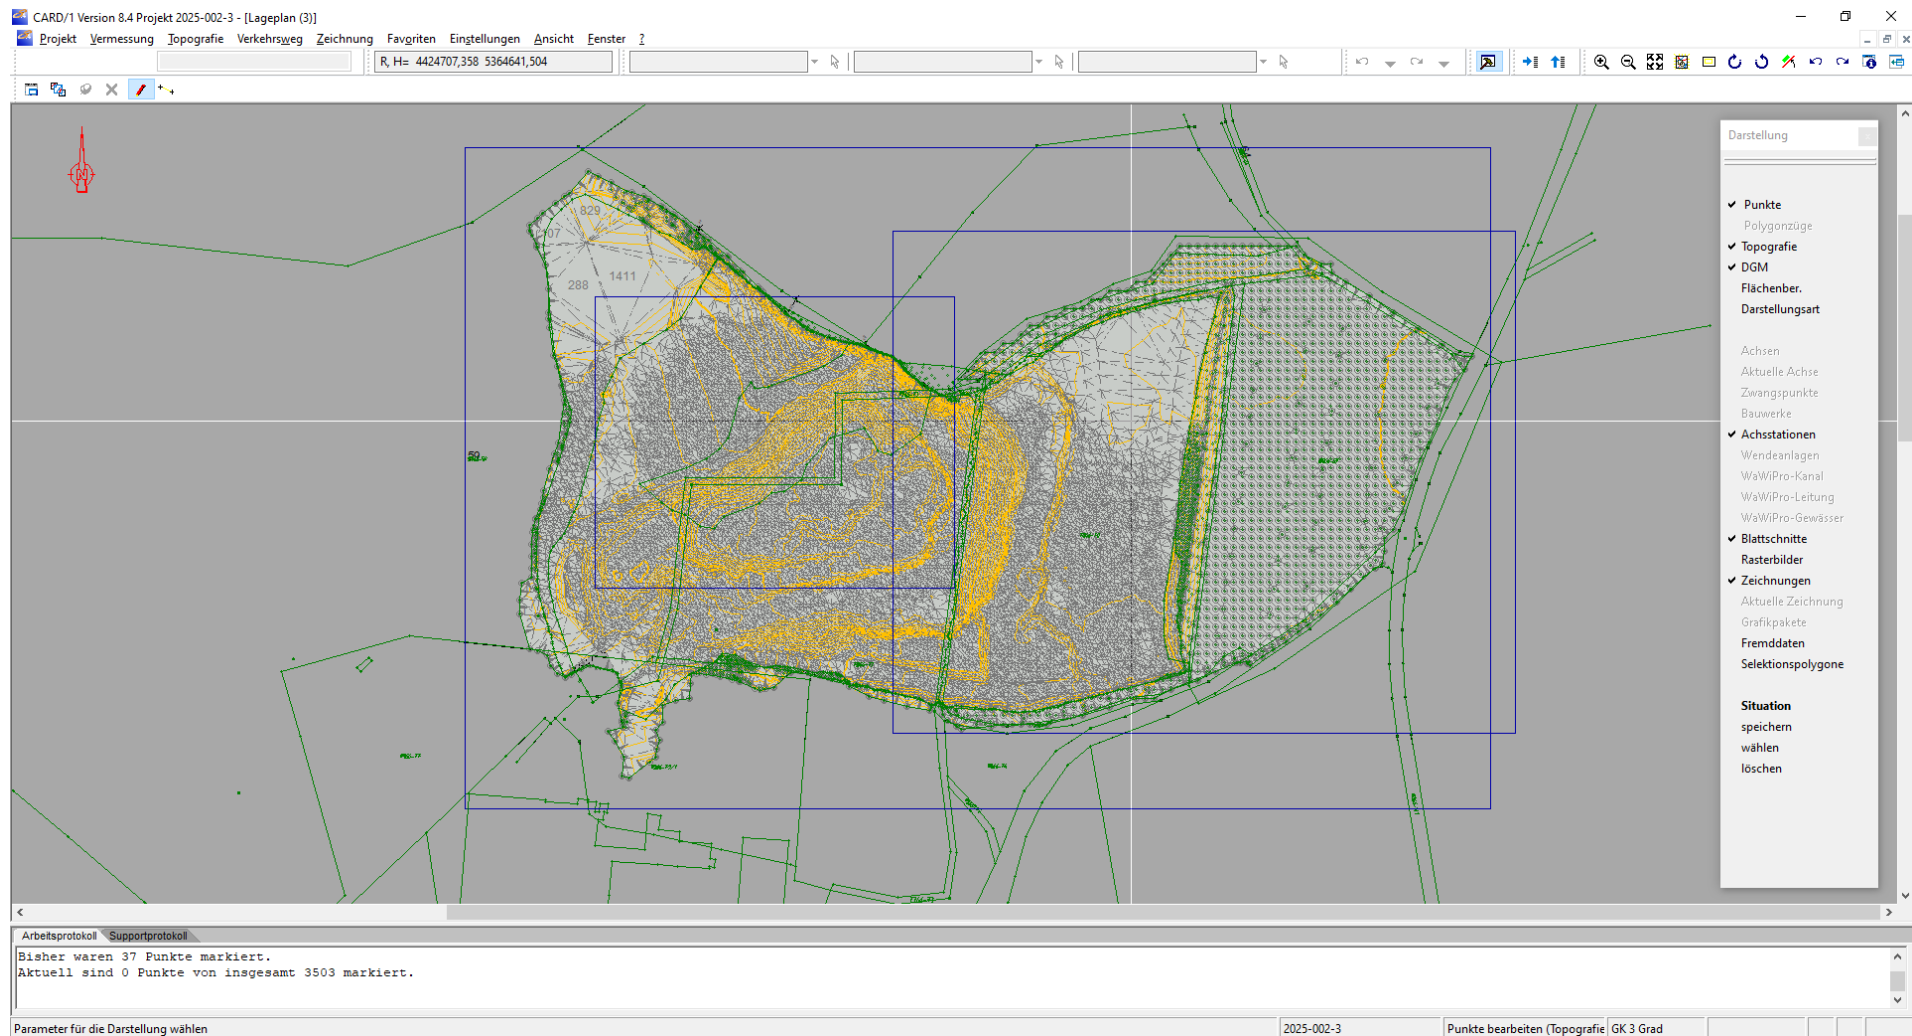 CARD/1 Version 8.4 Projekt 2025-002-3 - [Lageplan (3)]
Projekt Vermessung Topografie Verkehrsweg Zeichnung Favoriten Einstellungen Ansicht Fenster ?
R, H= 4424707,358 5364641,504
Darstellung
Punkte
Polygonzüge
Topografie
DGM
Flächenber.
Darstellungsart
Achsen
Aktuelle Achse
Zwangspunkte
Bauwerke
Achsstationen
Wendeanlagen
WaWiPro-Kanal
WaWiPro-Leitung
WaWiPro-Gewässer
Blattschnitte
Rasterbilder
Zeichnungen
Aktuelle Zeichnung
Grafikpakete
Fremddaten
Selektionspolygone
Situation
speichern
wählen
löschen
829
07
1411
288
59
Arbeitsprotokoll Supportprotokoll
Bisher waren 37 Punkte markiert.
Aktuell sind 0 Punkte von insgesamt 3503 markiert.
Parameter für die Darstellung wählen
2025-002-3
Punkte bearbeiten (Topografie
GK 3 Grad